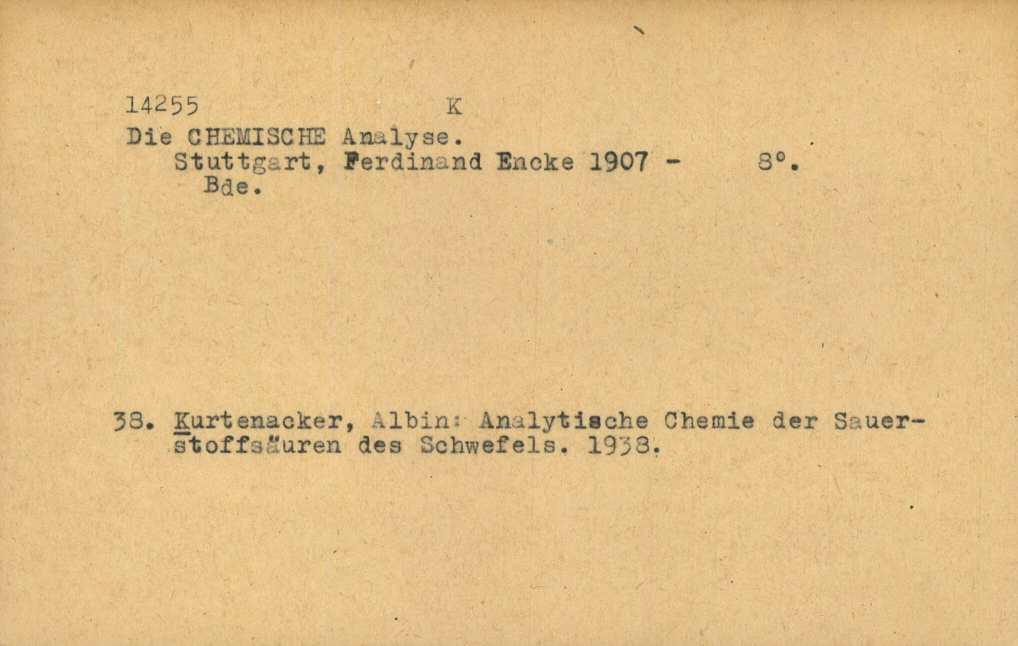 14255 K
Die CHEMISCHE Analyse.
Stuttgart, Ferdinand Encke 1907 - 8°.
Bde.
38. Kurtenacker, Albin: Analytische Chemie der Sauer-
stoffsäuren des Schwefels. 1938.